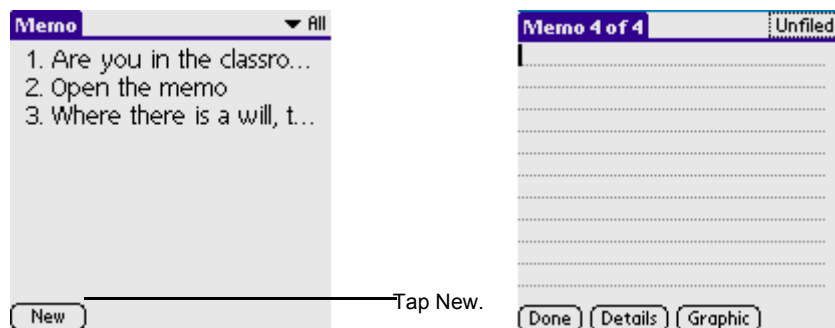 Memo
All
1. Are you in the classro...
2. Open the memo
3. Where there is a will, t...
New
Tap New.
Memo 4 of 4
Unfiled
Done
Details
Graphic